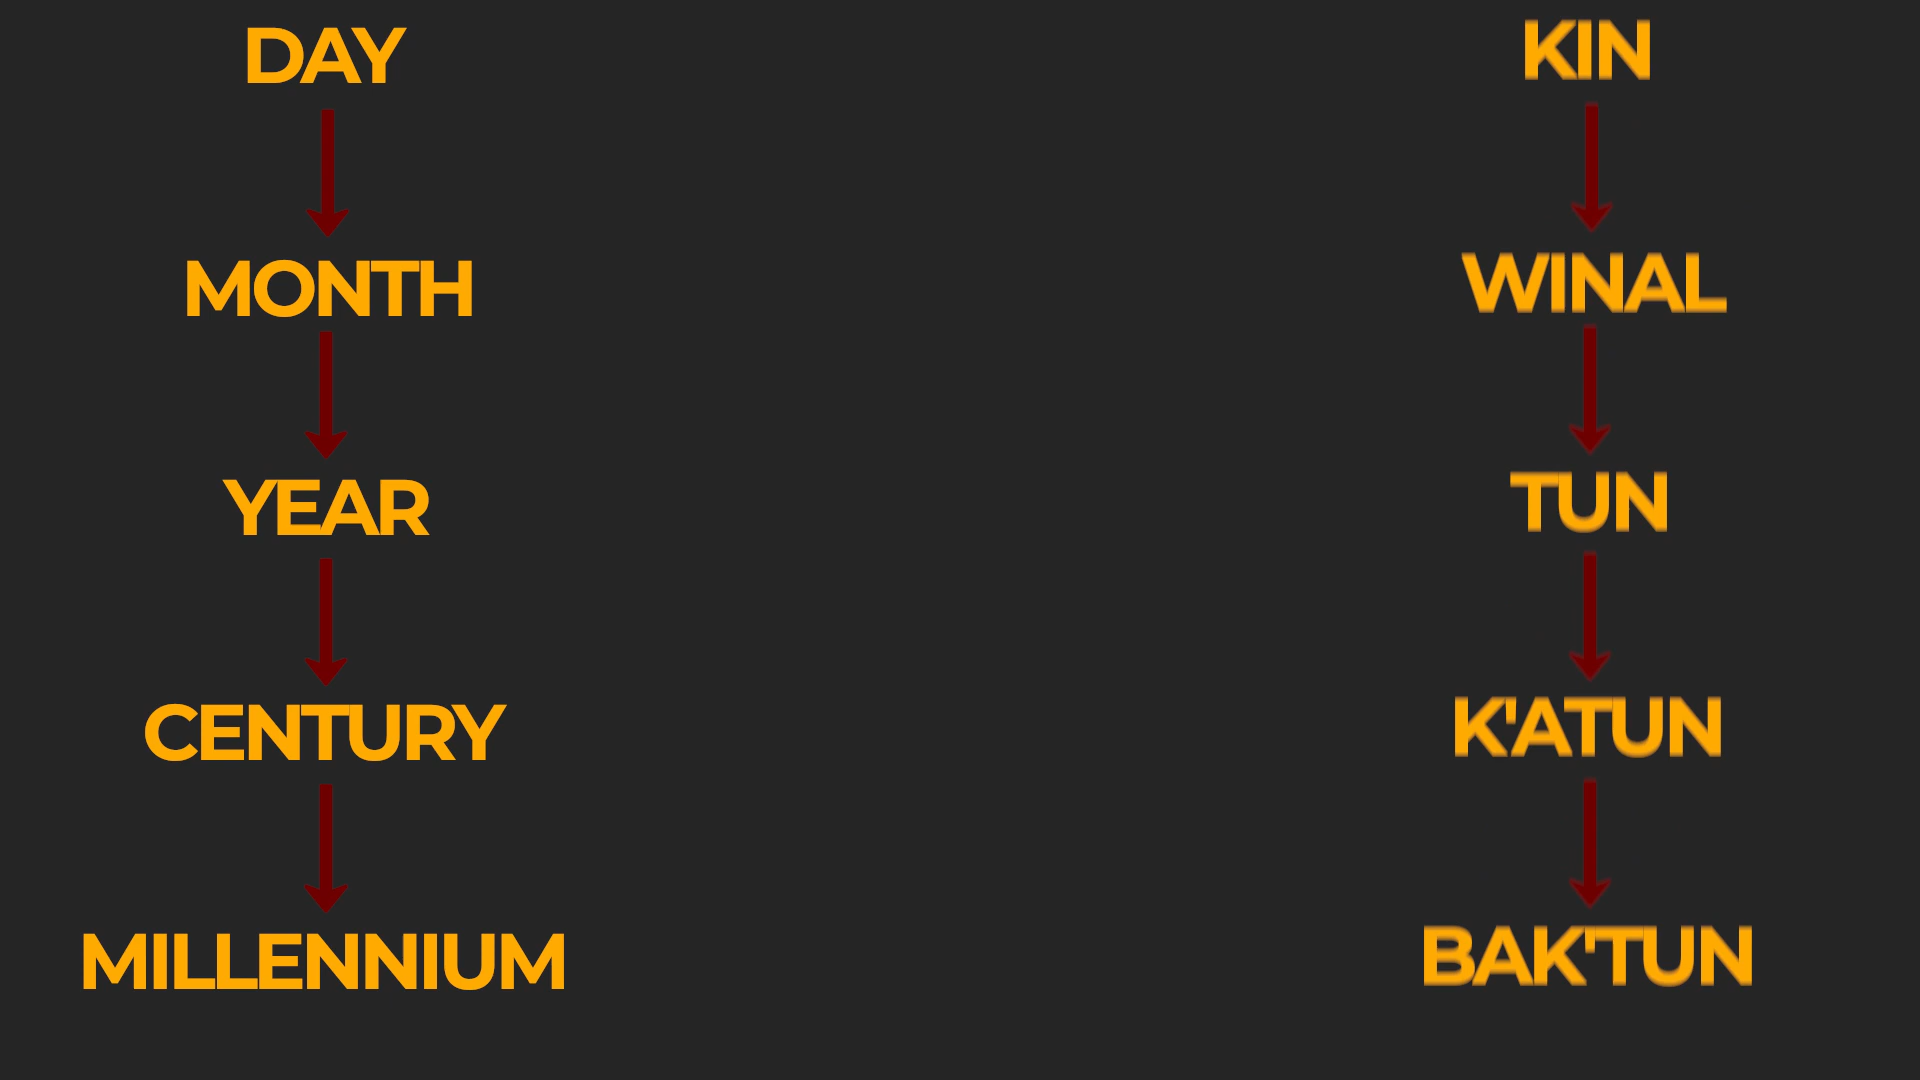 DAY
MONTH
YEAR
CENTURY
MILLENNIUM
KIN
WINAL
TUN
K'ATUN
BAK'TUN